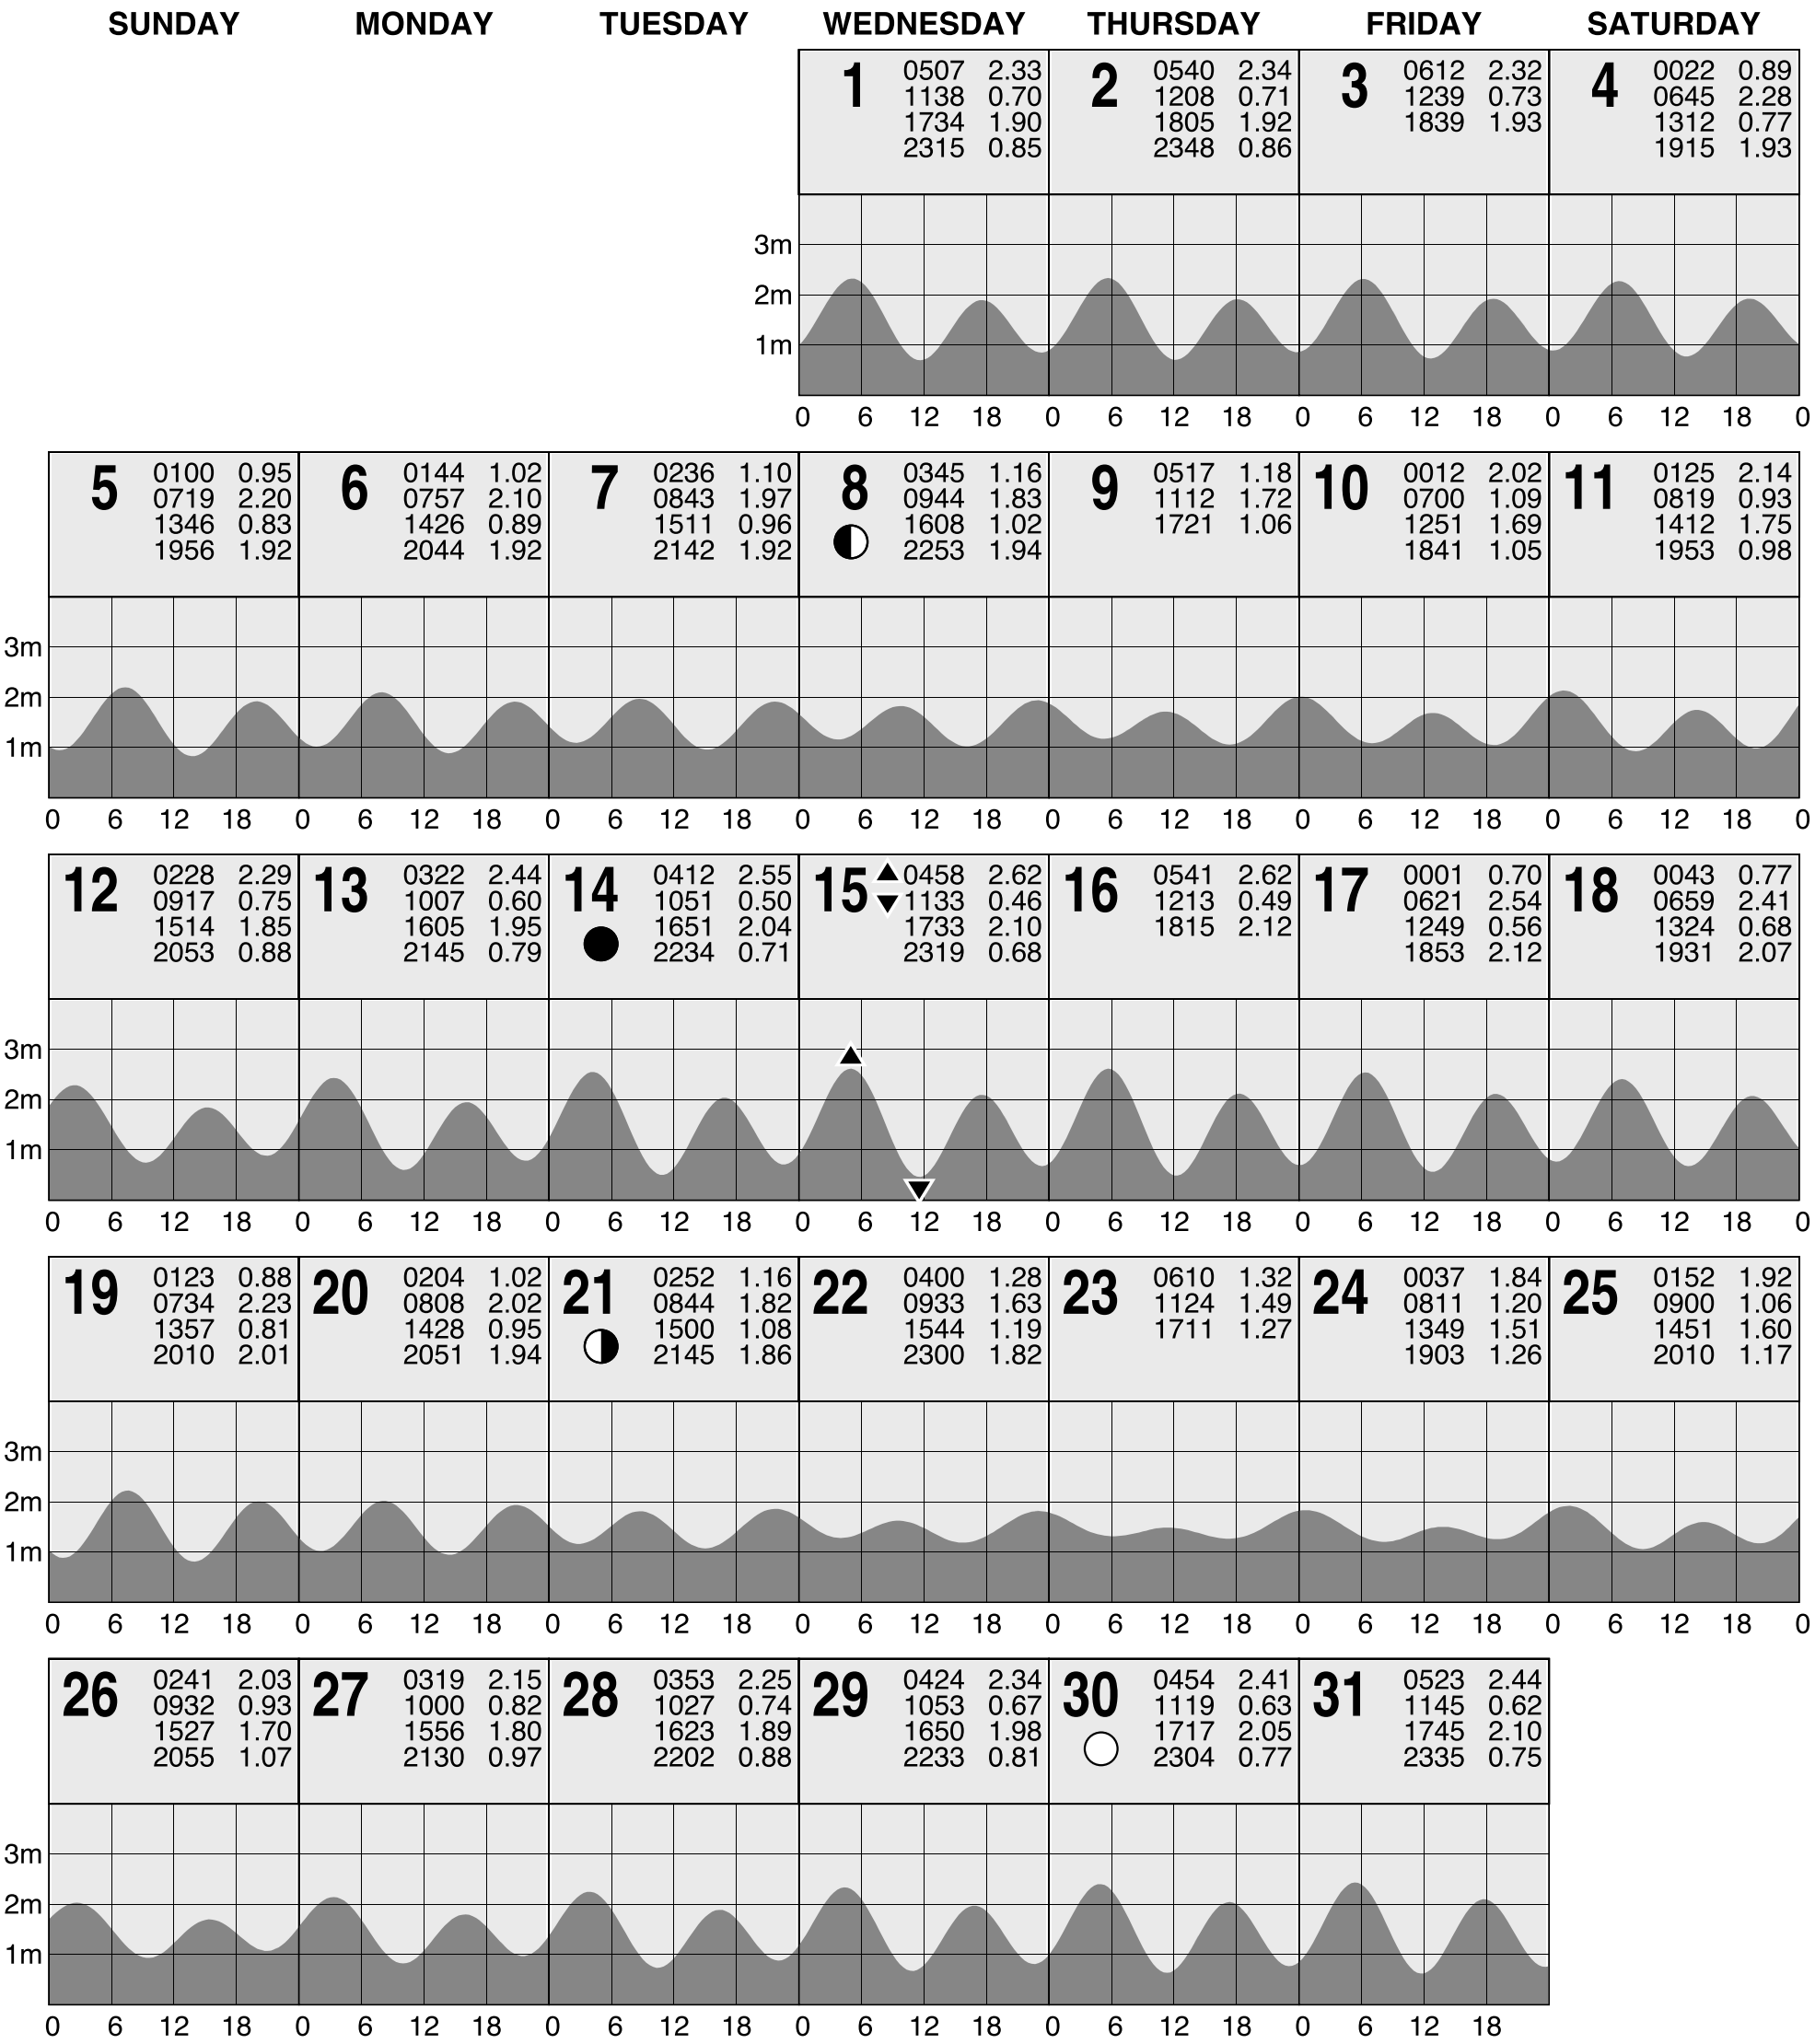 SUNDAY MONDAY TUESDAY WEDNESDAY THURSDAY FRIDAY SATURDAY
1 0507 2.33
1138 0.70
1734 1.90
2315 0.85
2 0540 2.34
1208 0.71
1805 1.92
2348 0.86
3 0612 2.32
1239 0.73
1839 1.93
4 0022 0.89
0645 2.28
1312 0.77
1915 1.93
3m
2m
1m
0 6 12 18 0 6 12 18 0 6 12 18 0 6 12 18 0
5 0100 0.95
0719 2.20
1346 0.83
1956 1.92
6 0144 1.02
0757 2.10
1426 0.89
2044 1.92
7 0236 1.10
0843 1.97
1511 0.96
2142 1.92
8 0345 1.16
0944 1.83
1608 1.02
2253 1.94
9 0517 1.18
1112 1.72
1721 1.06
10 0012 2.02
0700 1.09
1251 1.69
1841 1.05
11 0125 2.14
0819 0.93
1412 1.75
1953 0.98
3m
2m
1m
0 6 12 18 0 6 12 18 0 6 12 18 0 6 12 18 0 6 12 18 0 6 12 18 0 6 12 18 0
12 0228 2.29
0917 0.75
1514 1.85
2053 0.88
13 0322 2.44
1007 0.60
1605 1.95
2145 0.79
14 0412 2.55
1051 0.50
1651 2.04
2234 0.71
15 0458 2.62
1133 0.46
1733 2.10
2319 0.68
16 0541 2.62
1213 0.49
1815 2.12
17 0001 0.70
0621 2.54
1249 0.56
1853 2.12
18 0043 0.77
0659 2.41
1324 0.68
1931 2.07
3m
2m
1m
0 6 12 18 0 6 12 18 0 6 12 18 0 6 12 18 0 6 12 18 0 6 12 18 0 6 12 18 0
19 0123 0.88
0734 2.23
1357 0.81
2010 2.01
20 0204 1.02
0808 2.02
1428 0.95
2051 1.94
21 0252 1.16
0844 1.82
1500 1.08
2145 1.86
22 0400 1.28
0933 1.63
1544 1.19
2300 1.82
23 0610 1.32
1124 1.49
1711 1.27
24 0037 1.84
0811 1.20
1349 1.51
1903 1.26
25 0152 1.92
0900 1.06
1451 1.60
2010 1.17
3m
2m
1m
0 6 12 18 0 6 12 18 0 6 12 18 0 6 12 18 0 6 12 18 0 6 12 18 0 6 12 18 0
26 0241 2.03
0932 0.93
1527 1.70
2055 1.07
27 0319 2.15
1000 0.82
1556 1.80
2130 0.97
28 0353 2.25
1027 0.74
1623 1.89
2202 0.88
29 0424 2.34
1053 0.67
1650 1.98
2233 0.81
30 0454 2.41
1119 0.63
1717 2.05
2304 0.77
31 0523 2.44
1145 0.62
1745 2.10
2335 0.75
3m
2m
1m
0 6 12 18 0 6 12 18 0 6 12 18 0 6 12 18 0 6 12 18 0 6 12 18